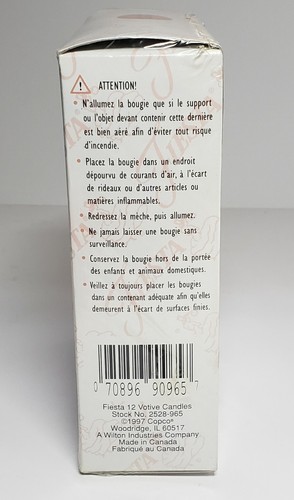 ATTENTION!
• N'allumez la bougie que si le support
ou l'objet devant contenir cette dernière
est bien aéré afin d'éviter tout risque
d'incendie.
• Placez la bougie dans un endroit
dépourvu de courants d'air, à l'écart
de rideaux ou d'autres articles ou
matières inflammables.
• Redressez la mèche, puis allumez.
• Ne jamais laisser une bougie sans
surveillance.
• Conservez la bougie hors de la portée
des enfants et animaux domestiques.
• Veillez à toujours placer les bougies
dans un contenant adéquate afin qu'elles
demeurent à l'écart de surfaces finies.
0 70896 90965 7
Fiesta 12 Votive Candles
Stock No. 2528-965
©1997 Copco®
Woodridge, IL 60517
A Wilton Industries Company
Made in Canada
Fabriqué au Canada